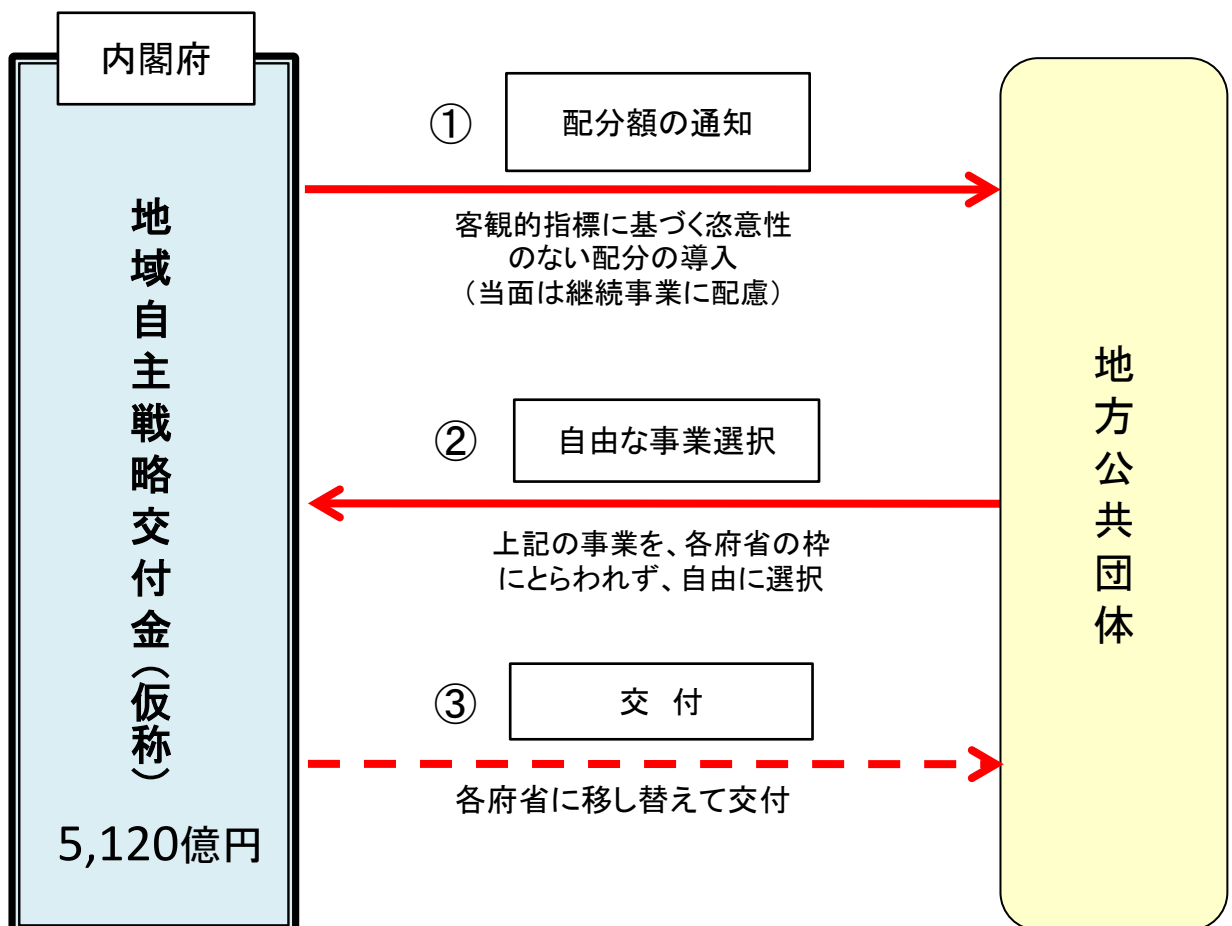 内閣府
地域自主戦略交付金（仮称）
5,120億円
① 配分額の通知
客観的指標に基づく恣意性
のない配分の導入
（当面は継続事業に配慮）
② 自由な事業選択
上記の事業を、各府省の枠
にとらわれず、自由に選択
③ 交 付
各府省に移し替えて交付
地方公共団体